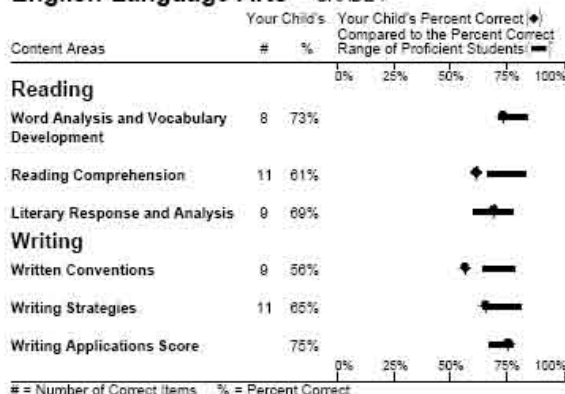 English-Language Arts
Your Child's Your Child's Percent Correct (◆)
Compared to the Percent Correct
Content Areas # % Range of Proficient Students (▬)
0% 25% 50% 75% 100%
Reading
Word Analysis and Vocabulary 8 73%
Development
Reading Comprehension 11 61%
Literary Response and Analysis 9 69%
Writing
Written Conventions 9 56%
Writing Strategies 11 65%
Writing Applications Score 75%
0% 25% 50% 75% 100%
# = Number of Correct Items % = Percent Correct